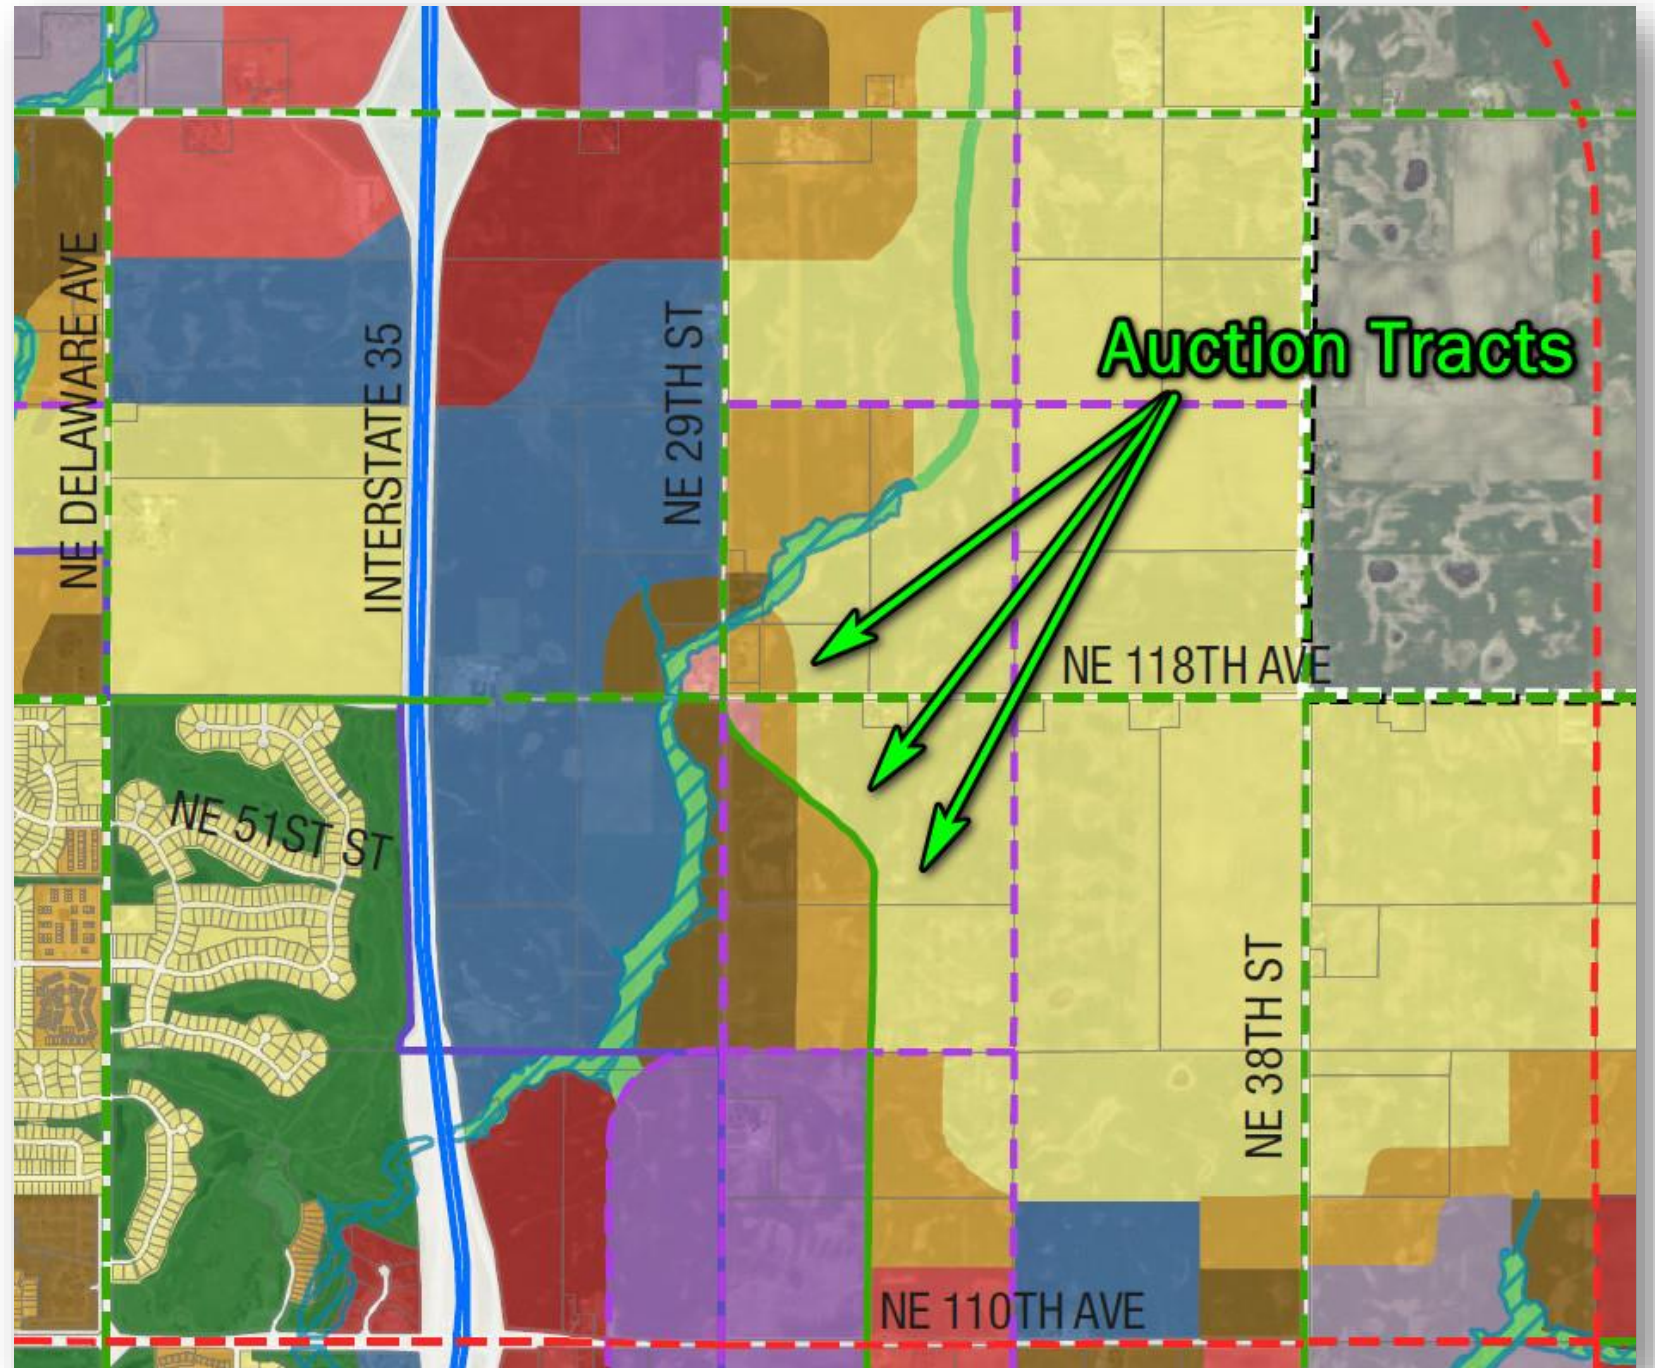 NE DELAWARE AVE
INTERSTATE 35
NE 29TH ST
Auction Tracts
NE 118TH AVE
NE 51ST ST
NE 38TH ST
NE 110TH AVE